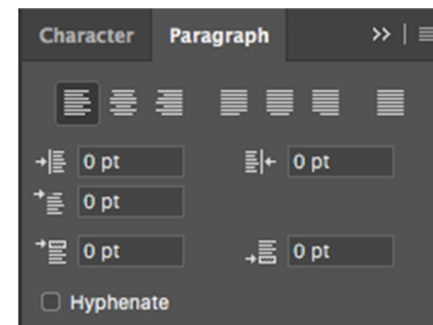 Character Paragraph >> |
0 pt 0 pt
0 pt
0 pt 0 pt
Hyphenate